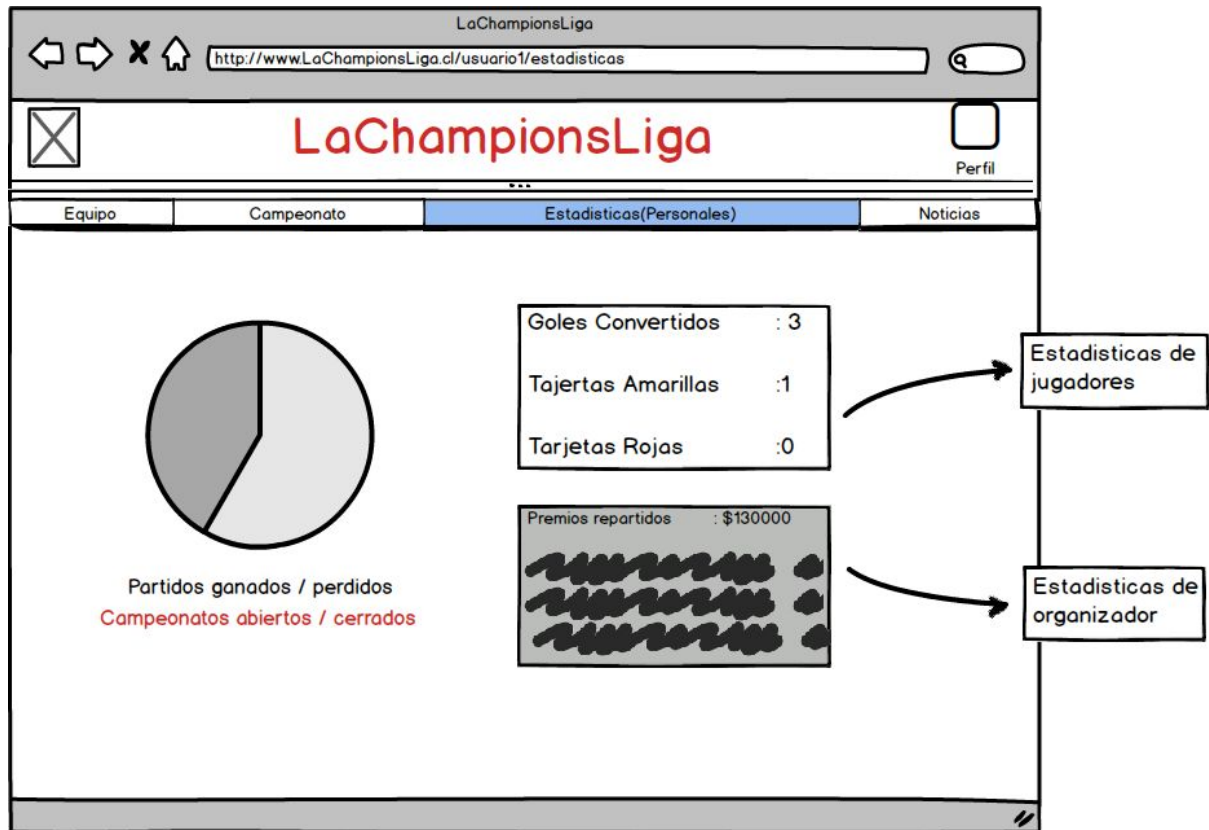 LaChampionsLiga
http://www.LaChampionsLiga.cl/usuario1/estadisticas
LaChampionsLiga
Perfil
Equipo
Campeonato
Estadisticas(Personales)
Noticias
Goles Convertidos : 3
Tajertas Amarillas :1
Tarjetas Rojas :0
Estadisticas de
jugadores
Premios repartidos : $130000
Estadisticas de
organizador
Partidos ganados / perdidos
Campeonatos abiertos / cerrados